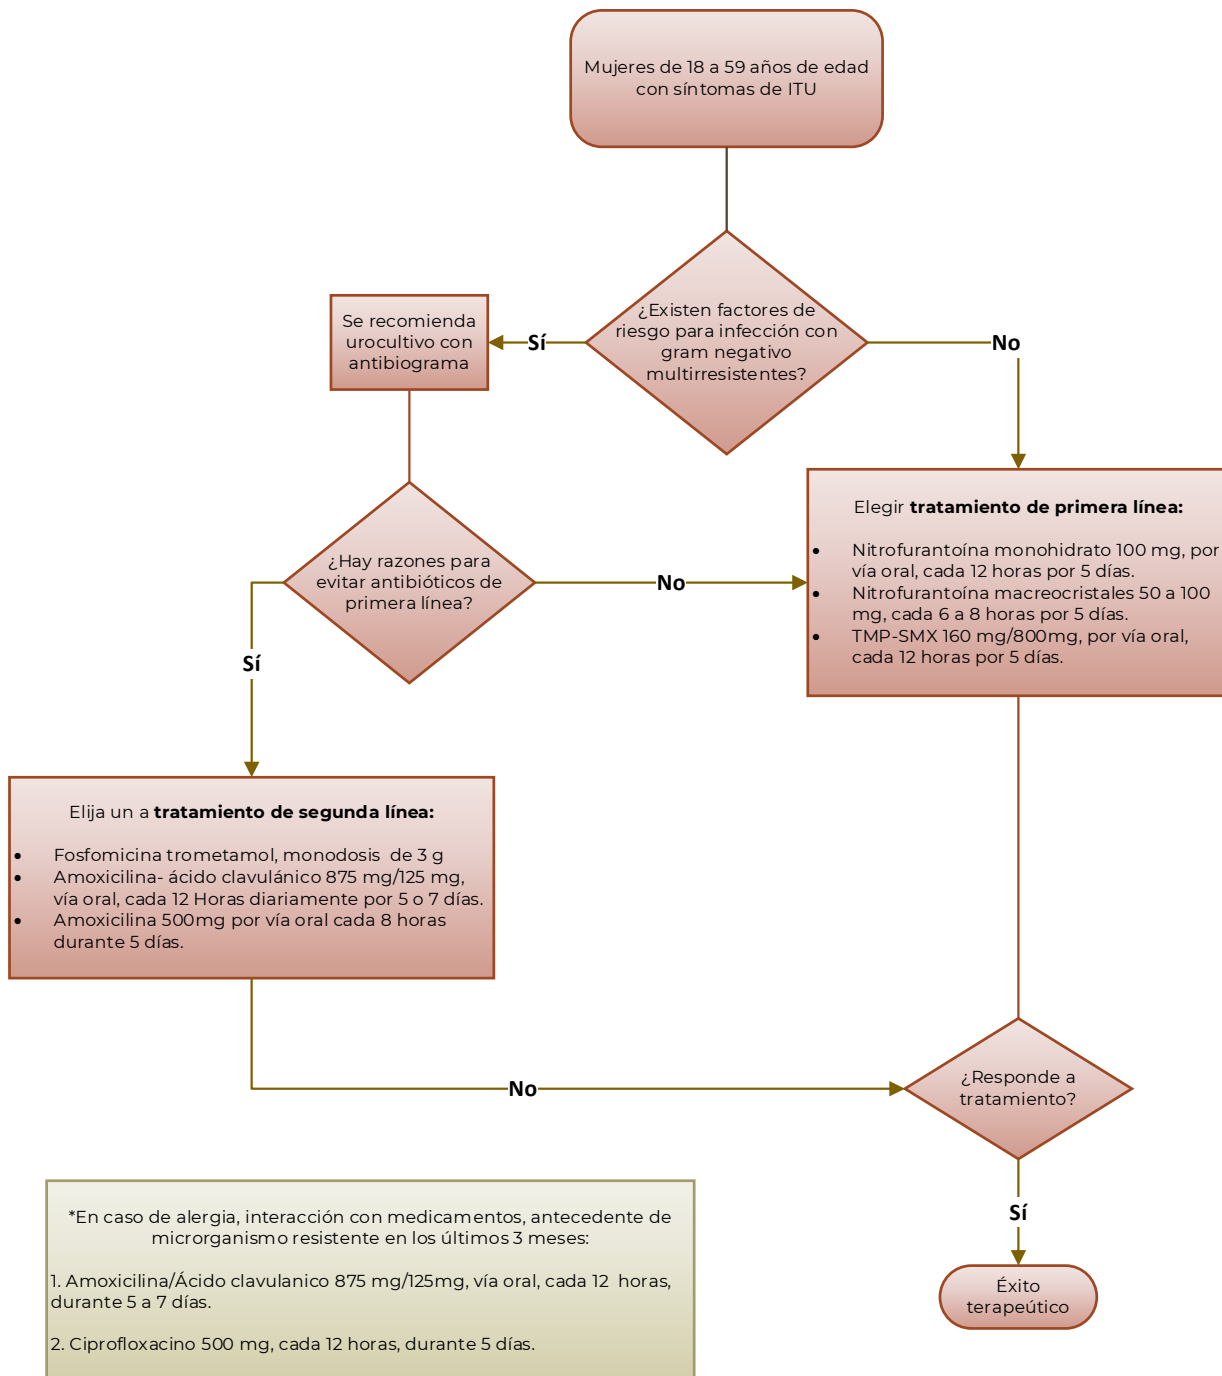 Mujeres de 18 a 59 años de edad
con síntomas de ITU
¿Existen factores de
riesgo para infección con
gram negativo
multirresistentes?
Sí
No
Se recomienda
urocultivo con
antibiograma
¿Hay razones para
evitar antibióticos de
primera línea?
No
Sí
Elegir tratamiento de primera línea:
• Nitrofurantoína monohidrato 100 mg, por
vía oral, cada 12 horas por 5 días.
• Nitrofurantoína macreocristales 50 a 100
mg, cada 6 a 8 horas por 5 días.
• TMP-SMX 160 mg/800mg, por vía oral,
cada 12 horas por 5 días.
Elija un a tratamiento de segunda línea:
• Fosfomicina trometamol, monodosis de 3 g
• Amoxicilina- ácido clavulánico 875 mg/125 mg,
vía oral, cada 12 Horas diariamente por 5 o 7 días.
• Amoxicilina 500mg por vía oral cada 8 horas
durante 5 días.
No
¿Responde a
tratamiento?
Sí
Éxito
terapeútico
*En caso de alergia, interacción con medicamentos, antecedente de
microrganismo resistente en los últimos 3 meses:
1. Amoxicilina/Ácido clavulanico 875 mg/125mg, vía oral, cada 12 horas,
durante 5 a 7 días.
2. Ciprofloxacino 500 mg, cada 12 horas, durante 5 días.